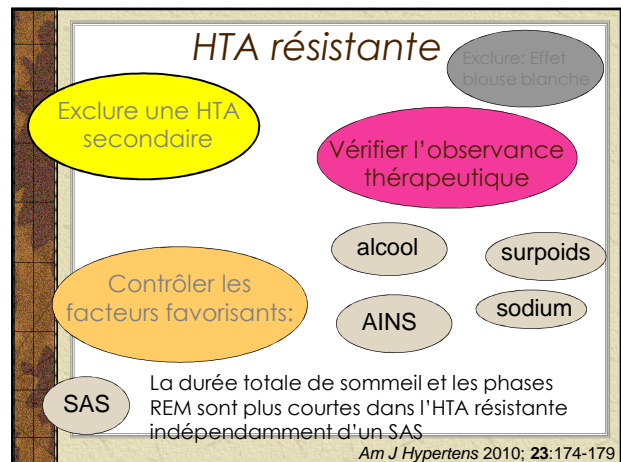 HTA résistante
Exclure: Effet
blouse blanche
Exclure une HTA
secondaire
Vérifier l'observance
thérapeutique
alcool
surpoids
Contrôler les
facteurs favorisants:
AINS
sodium
SAS
La durée totale de sommeil et les phases
REM sont plus courtes dans l'HTA résistante
indépendamment d'un SAS
Am J Hypertens 2010; 23:174-179